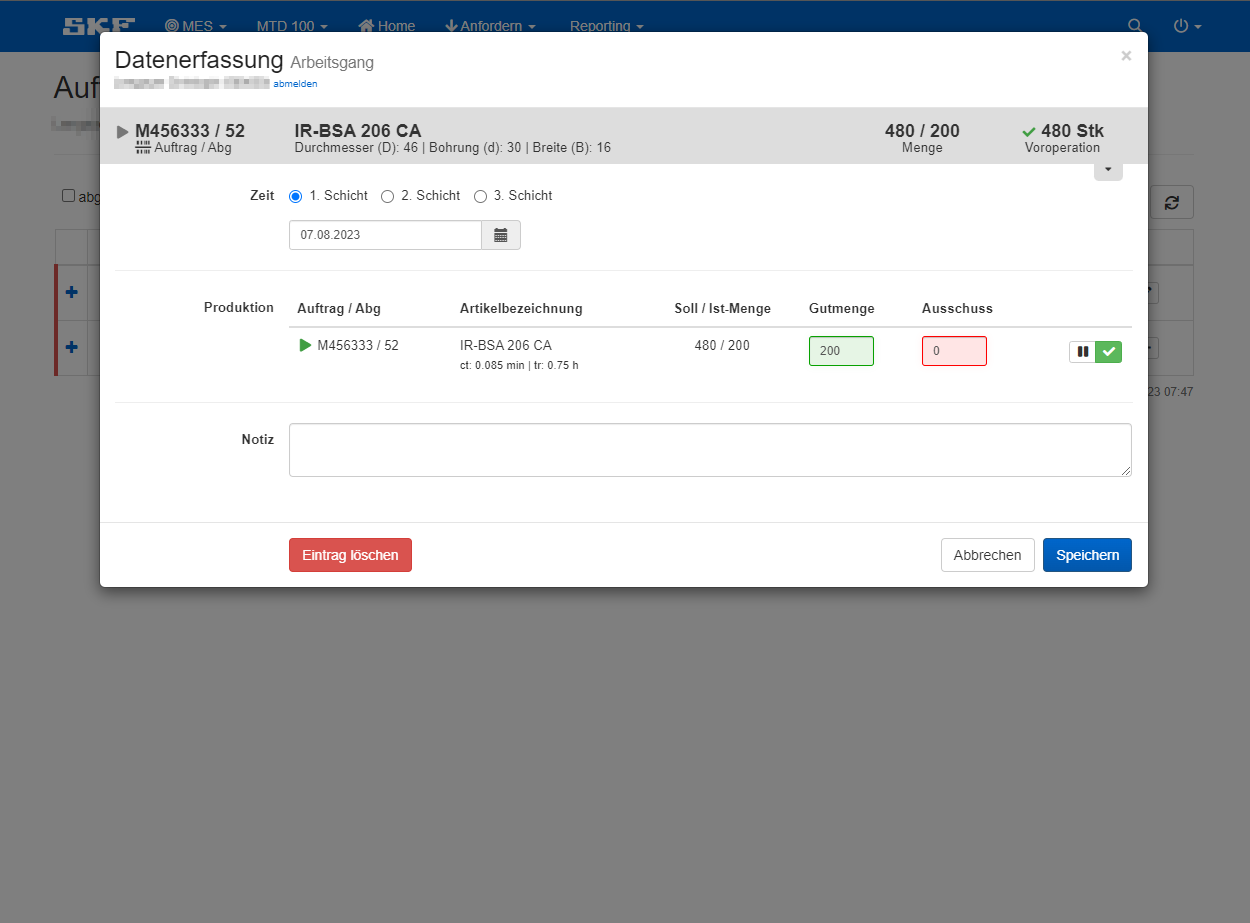 SKF MES MTD 100 Home Anfordern Reporting
Datenerfassung Arbeitsgang
×
abmelden
Auf
M456333 / 52 IR-BSA 206 CA 480 / 200 480 Stk
Auftrag / Abg Durchmesser (D): 46 | Bohrung (d): 30 | Breite (B): 16 Menge Voroperation
abg
Zeit 1. Schicht 2. Schicht 3. Schicht
07.08.2023
Produktion Auftrag / Abg Artikelbezeichnung Soll / Ist-Menge Gutmenge Ausschuss
M456333 / 52 IR-BSA 206 CA 480 / 200 200 0
ct: 0.085 min | tr: 0.75 h
23 07:47
Notiz
Eintrag löschen Abbrechen Speichern